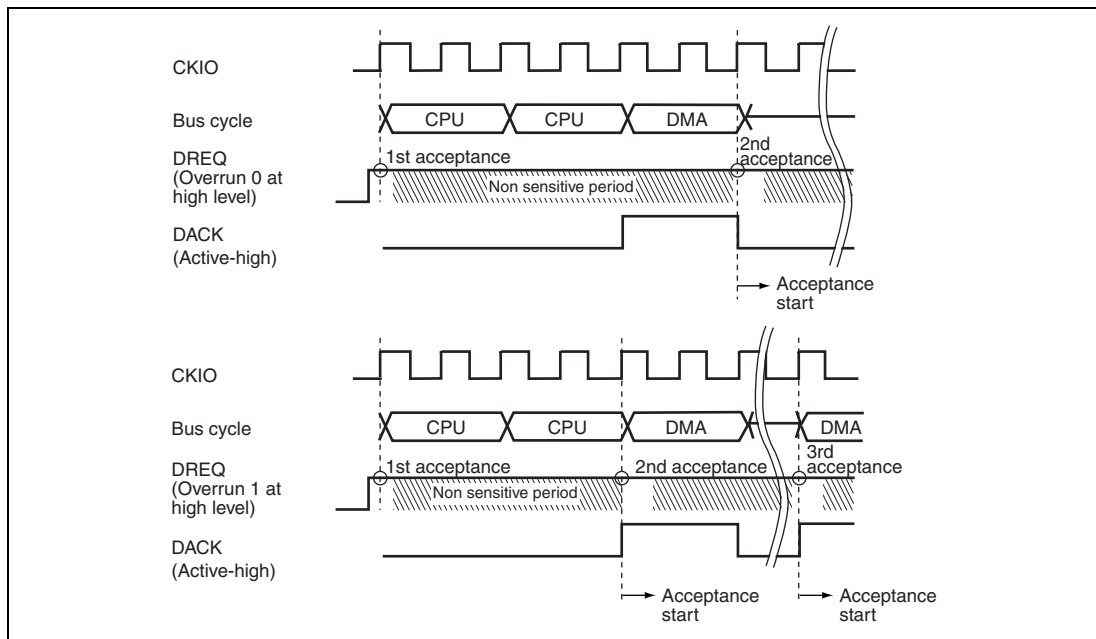 CKIO
Bus cycle
CPU
CPU
DMA
DREQ
(Overrun 0 at
high level)
1st acceptance
2nd
acceptance
Non sensitive period
DACK
(Active-high)
Acceptance
start
CKIO
Bus cycle
CPU
CPU
DMA
DMA
DREQ
(Overrun 1 at
high level)
1st acceptance
2nd acceptance
3rd
acceptance
Non sensitive period
DACK
(Active-high)
Acceptance
start
Acceptance
start